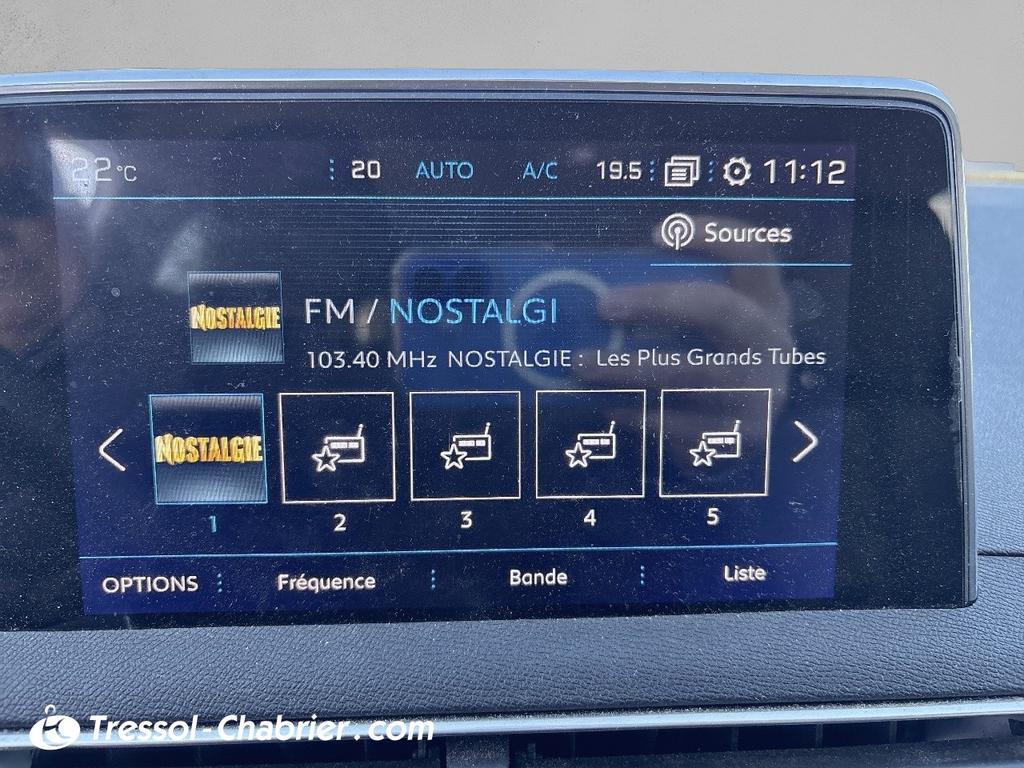 22 °C 20 AUTO A/C 19.5 11:12
Sources
NOSTALGIE
FM / NOSTALGI
103.40 MHz NOSTALGIE : Les Plus Grands Tubes
NOSTALGIE
1 2 3 4 5
OPTIONS Fréquence Bande Liste
Tressol-Chabrier.com